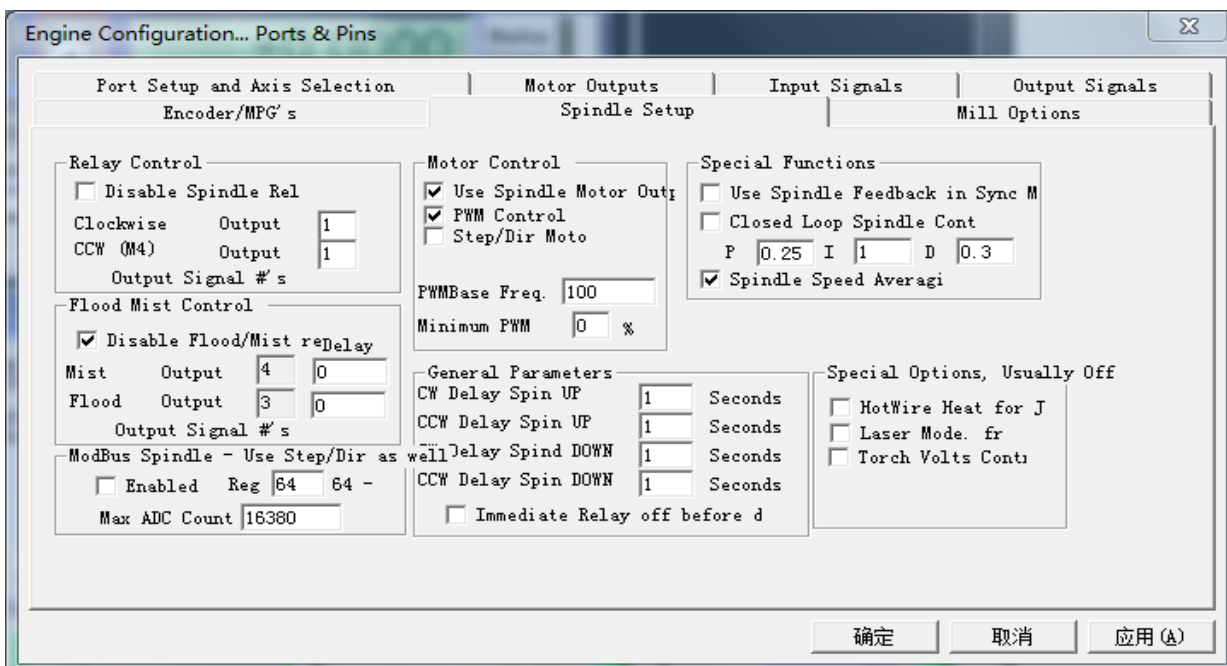 Engine Configuration... Ports & Pins
Port Setup and Axis Selection
Motor Outputs
Input Signals
Output Signals
Encoder/MPG's
Spindle Setup
Mill Options
Relay Control
Disable Spindle Rel
Clockwise Output 1
CCW (M4) Output 1
Output Signal #'s
Flood Mist Control
Disable Flood/Mist re
Delay
Mist Output 4 0
Flood Output 3 0
Output Signal #'s
ModBus Spindle - Use Step/Dir as well
Enabled Reg 64 64 -
Max ADC Count 16380
Motor Control
Use Spindle Motor Outp
PWM Control
Step/Dir Moto
PWMBase Freq. 100
Minimum PWM 0 %
General Parameters
CW Delay Spin UP 1 Seconds
CCW Delay Spin UP 1 Seconds
Delay Spind DOWN 1 Seconds
CCW Delay Spin DOWN 1 Seconds
Immediate Relay off before d
Special Functions
Use Spindle Feedback in Sync M
Closed Loop Spindle Cont
P 0.25 I 1 D 0.3
Spindle Speed Averagi
Special Options, Usually Off
HotWire Heat for J
Laser Mode. fr
Torch Volts Cont
确定
取消
应用(A)